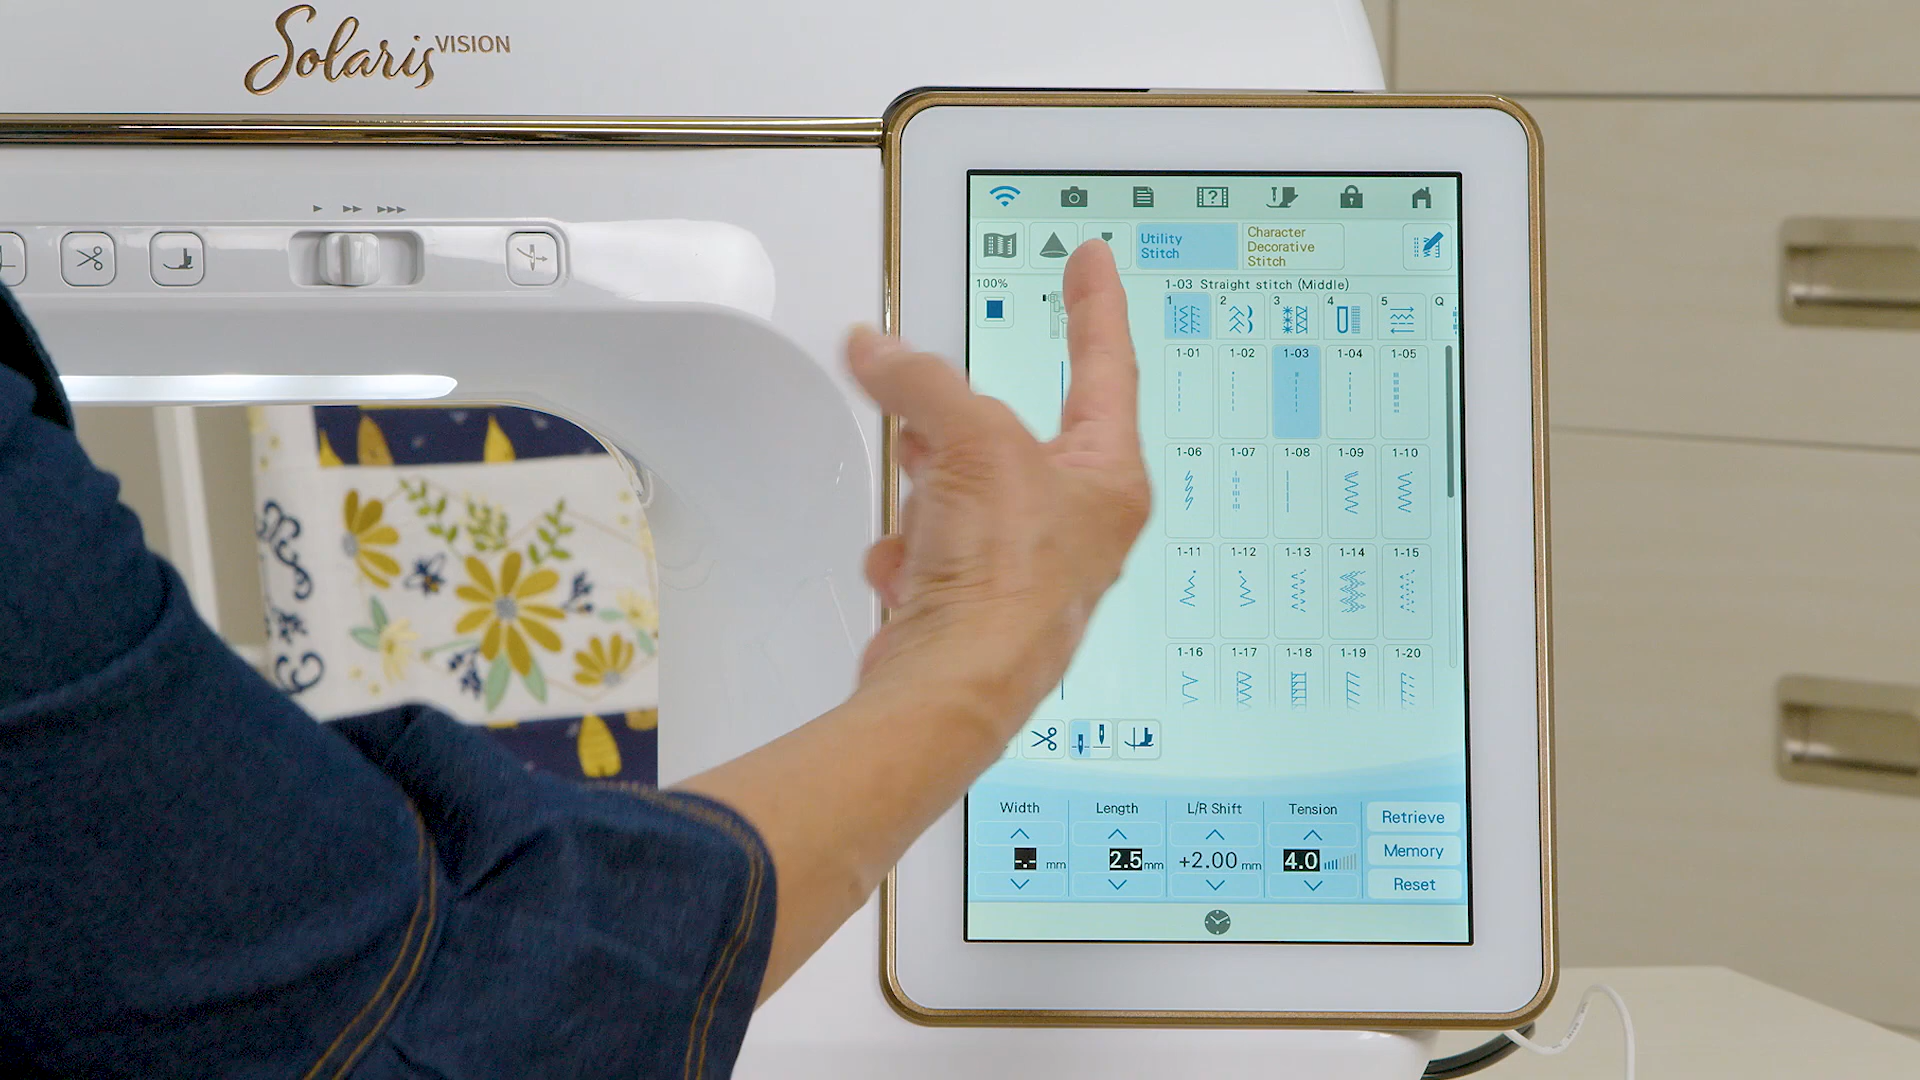 Solaris VISION
Utility
Stitch
Character
Decorative
Stitch
100%
1-03 Straight stitch (Middle)
1 2 3 4 5 Q
1-01 1-02 1-03 1-04 1-05
1-06 1-07 1-08 1-09 1-10
1-11 1-12 1-13 1-14 1-15
1-16 1-17 1-18 1-19 1-20
Width Length L/R Shift Tension
-.- mm 2.5 mm +2.00 mm 4.0
Retrieve
Memory
Reset